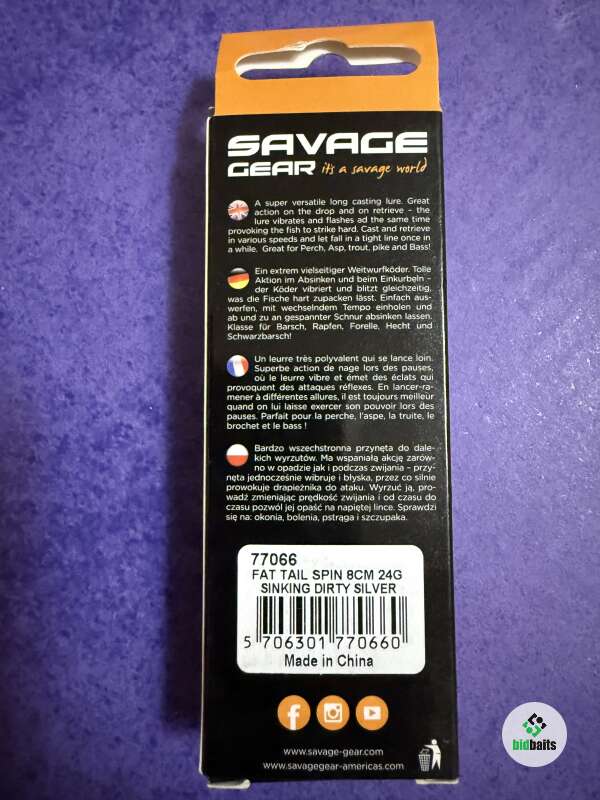 SAVAGE
GEAR it's a savage world
A super versatile long casting lure. Great
action on the drop and on retrieve – the
lure vibrates and flashes ad the same time
provoking the fish to strike hard. Cast and retrieve
in various speeds and let fall in a tight line once in
a while. Great for Perch, Asp, trout, pike and Bass!
Ein extrem vielseitiger Weitwurfköder. Tolle
Aktion im Absinken und beim Einkurbeln –
der Köder vibriert und blitzt gleichzeitig,
was die Fische hart zupacken lässt. Einfach aus-
werfen, mit wechselndem Tempo einholen und
ab und zu an gespannter Schnur absinken lassen.
Klasse für Barsch, Rapfen, Forelle, Hecht und
Schwarzbarsch!
Un leurre très polyvalent qui se lance loin.
Superbe action de nage lors des pauses,
où le leurre vibre et émet des éclats qui
provoquent des attaques réflexes. En lancer-ra-
mener à différentes allures, il est toujours meilleur
quand on lui laisse exercer son pouvoir lors des
pauses. Parfait pour la perche, l'aspe, la truite, le
brochet et le bass !
Bardzo wszechstronna przynęta do dale-
kich wyrzutów. Ma wspaniałą akcję zarów-
no w opadzie jak i podczas zwijania – przy-
nęta jednocześnie wibruje i błyska, przez co silnie
prowokuje drapieżnika do ataku. Wyrzuć ją, pro-
wadź zmieniając prędkość zwijania i od czasu do
czasu pozwól jej opaść na napiętej lince. Sprawdzi
się na: okonia, bolenia, pstrąga i szczupaka.
77066
FAT TAIL SPIN 8CM 24G
SINKING DIRTY SILVER
5 706301 770660
Made in China
www.savage-gear.com
www.savagegear-americas.com
bidbaits